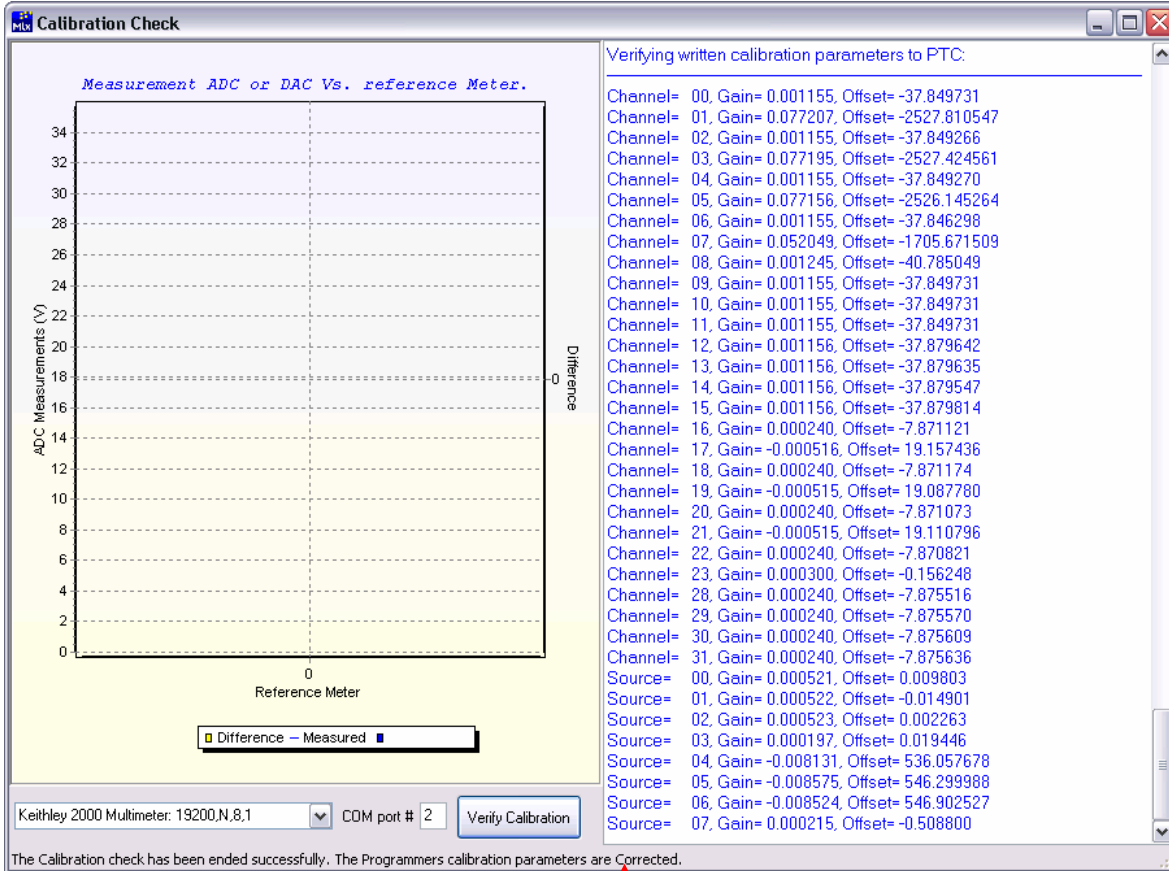 Mlx Calibration Check
Measurement ADC or DAC Vs. reference Meter.
34
32
30
28
26
24
22
20
18
16
14
12
10
8
6
4
2
0
ADC Measurements (V)
0
Difference
0
Reference Meter
Difference
Measured
Keithley 2000 Multimeter: 19200,N,8,1
COM port # 2
Verify Calibration
Verifying written calibration parameters to PTC:
Channel= 00, Gain= 0.001155, Offset= -37.849731
Channel= 01, Gain= 0.077207, Offset= -2527.810547
Channel= 02, Gain= 0.001155, Offset= -37.849266
Channel= 03, Gain= 0.077195, Offset= -2527.424561
Channel= 04, Gain= 0.001155, Offset= -37.849270
Channel= 05, Gain= 0.077156, Offset= -2526.145264
Channel= 06, Gain= 0.001155, Offset= -37.846298
Channel= 07, Gain= 0.052049, Offset= -1705.671509
Channel= 08, Gain= 0.001245, Offset= -40.785049
Channel= 09, Gain= 0.001155, Offset= -37.849731
Channel= 10, Gain= 0.001155, Offset= -37.849731
Channel= 11, Gain= 0.001155, Offset= -37.849731
Channel= 12, Gain= 0.001156, Offset= -37.879642
Channel= 13, Gain= 0.001156, Offset= -37.879635
Channel= 14, Gain= 0.001156, Offset= -37.879547
Channel= 15, Gain= 0.001156, Offset= -37.879814
Channel= 16, Gain= 0.000240, Offset= -7.871121
Channel= 17, Gain= -0.000516, Offset= 19.157436
Channel= 18, Gain= 0.000240, Offset= -7.871174
Channel= 19, Gain= -0.000515, Offset= 19.087780
Channel= 20, Gain= 0.000240, Offset= -7.871073
Channel= 21, Gain= -0.000515, Offset= 19.110796
Channel= 22, Gain= 0.000240, Offset= -7.870821
Channel= 23, Gain= 0.000300, Offset= -0.156248
Channel= 28, Gain= 0.000240, Offset= -7.875516
Channel= 29, Gain= 0.000240, Offset= -7.875570
Channel= 30, Gain= 0.000240, Offset= -7.875609
Channel= 31, Gain= 0.000240, Offset= -7.875636
Source= 00, Gain= 0.000521, Offset= 0.009803
Source= 01, Gain= 0.000522, Offset= -0.014901
Source= 02, Gain= 0.000523, Offset= 0.002263
Source= 03, Gain= 0.000197, Offset= 0.019446
Source= 04, Gain= -0.008131, Offset= 536.057678
Source= 05, Gain= -0.008575, Offset= 546.299988
Source= 06, Gain= -0.008524, Offset= 546.902527
Source= 07, Gain= 0.000215, Offset= -0.508800
The Calibration check has been ended successfully. The Programmers calibration parameters are Corrected.